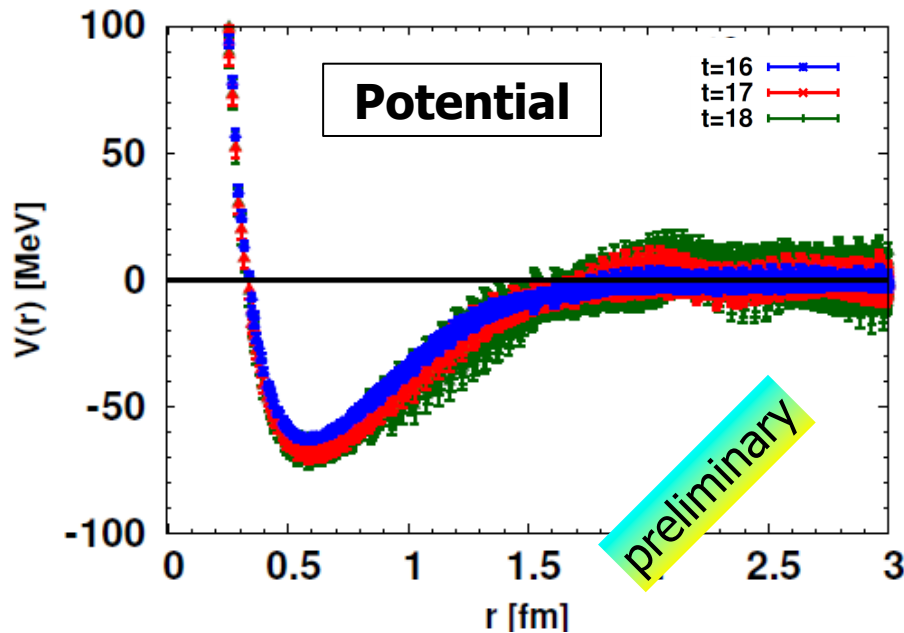 Potential
t=16
t=17
t=18
100
50
0
-50
-100
V(r) [MeV]
preliminary
0 0.5 1 1.5 2 2.5 3
r [fm]